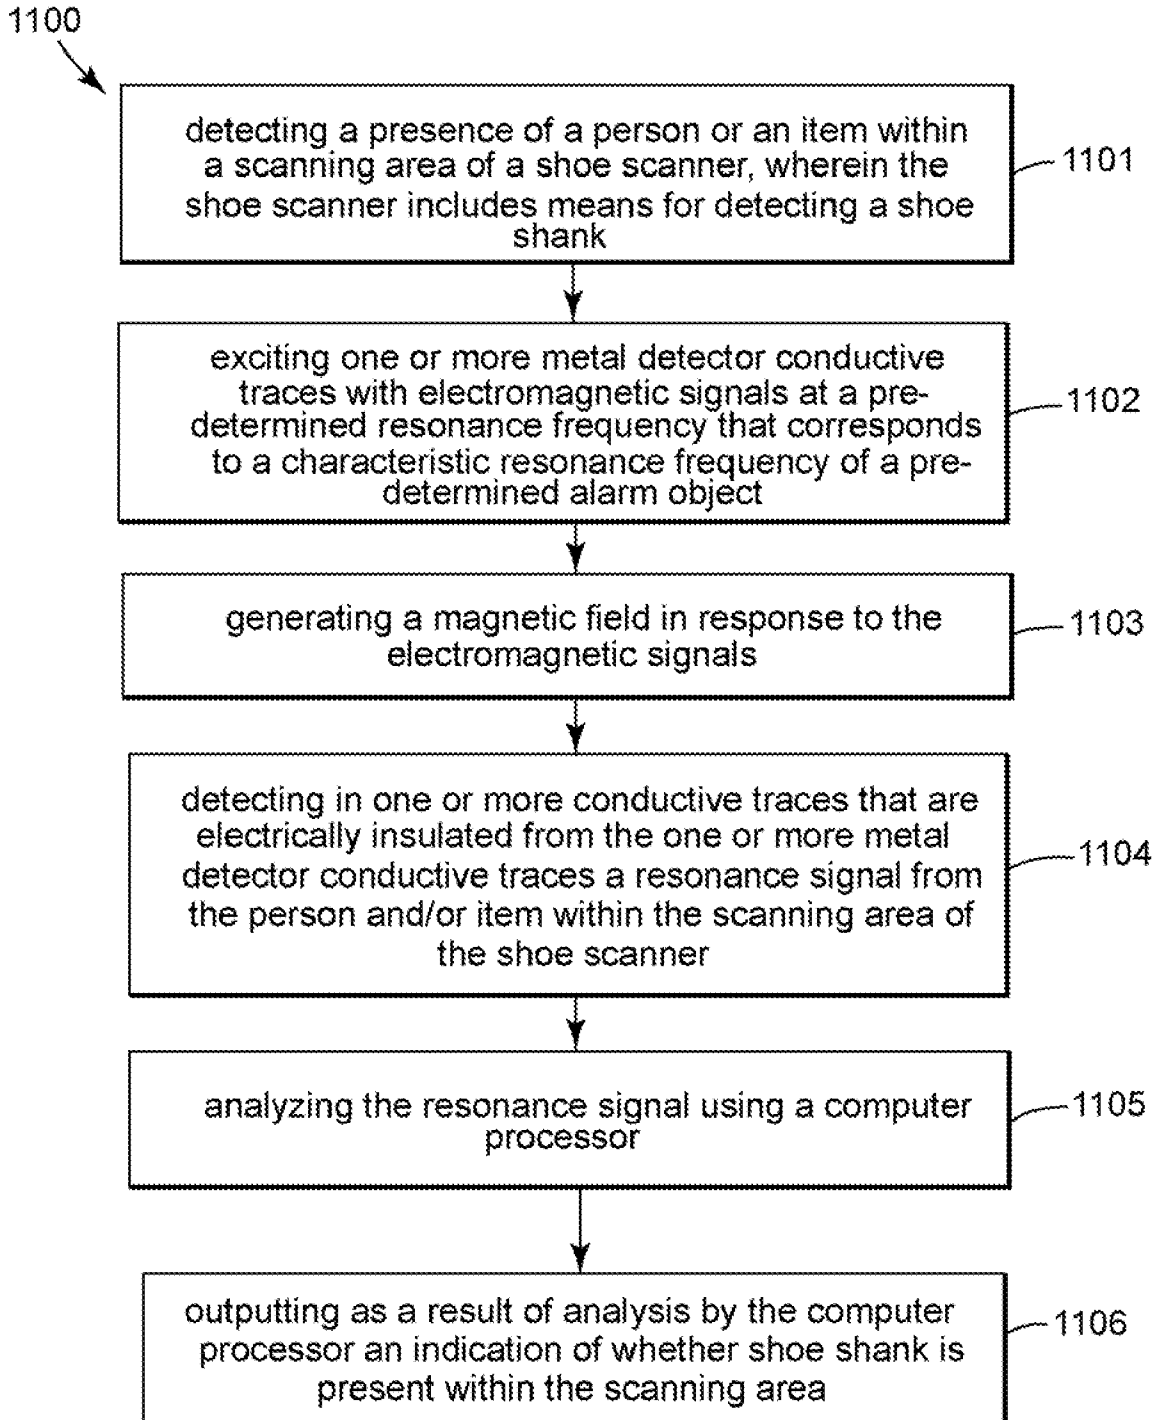 1100
detecting a presence of a person or an item within
a scanning area of a shoe scanner, wherein the
shoe scanner includes means for detecting a shoe
shank
1101
exciting one or more metal detector conductive
traces with electromagnetic signals at a pre-
determined resonance frequency that corresponds
to a characteristic resonance frequency of a pre-
determined alarm object
1102
generating a magnetic field in response to the
electromagnetic signals
1103
detecting in one or more conductive traces that are
electrically insulated from the one or more metal
detector conductive traces a resonance signal from
the person and/or item within the scanning area of
the shoe scanner
1104
analyzing the resonance signal using a computer
processor
1105
outputting as a result of analysis by the computer
processor an indication of whether shoe shank is
present within the scanning area
1106